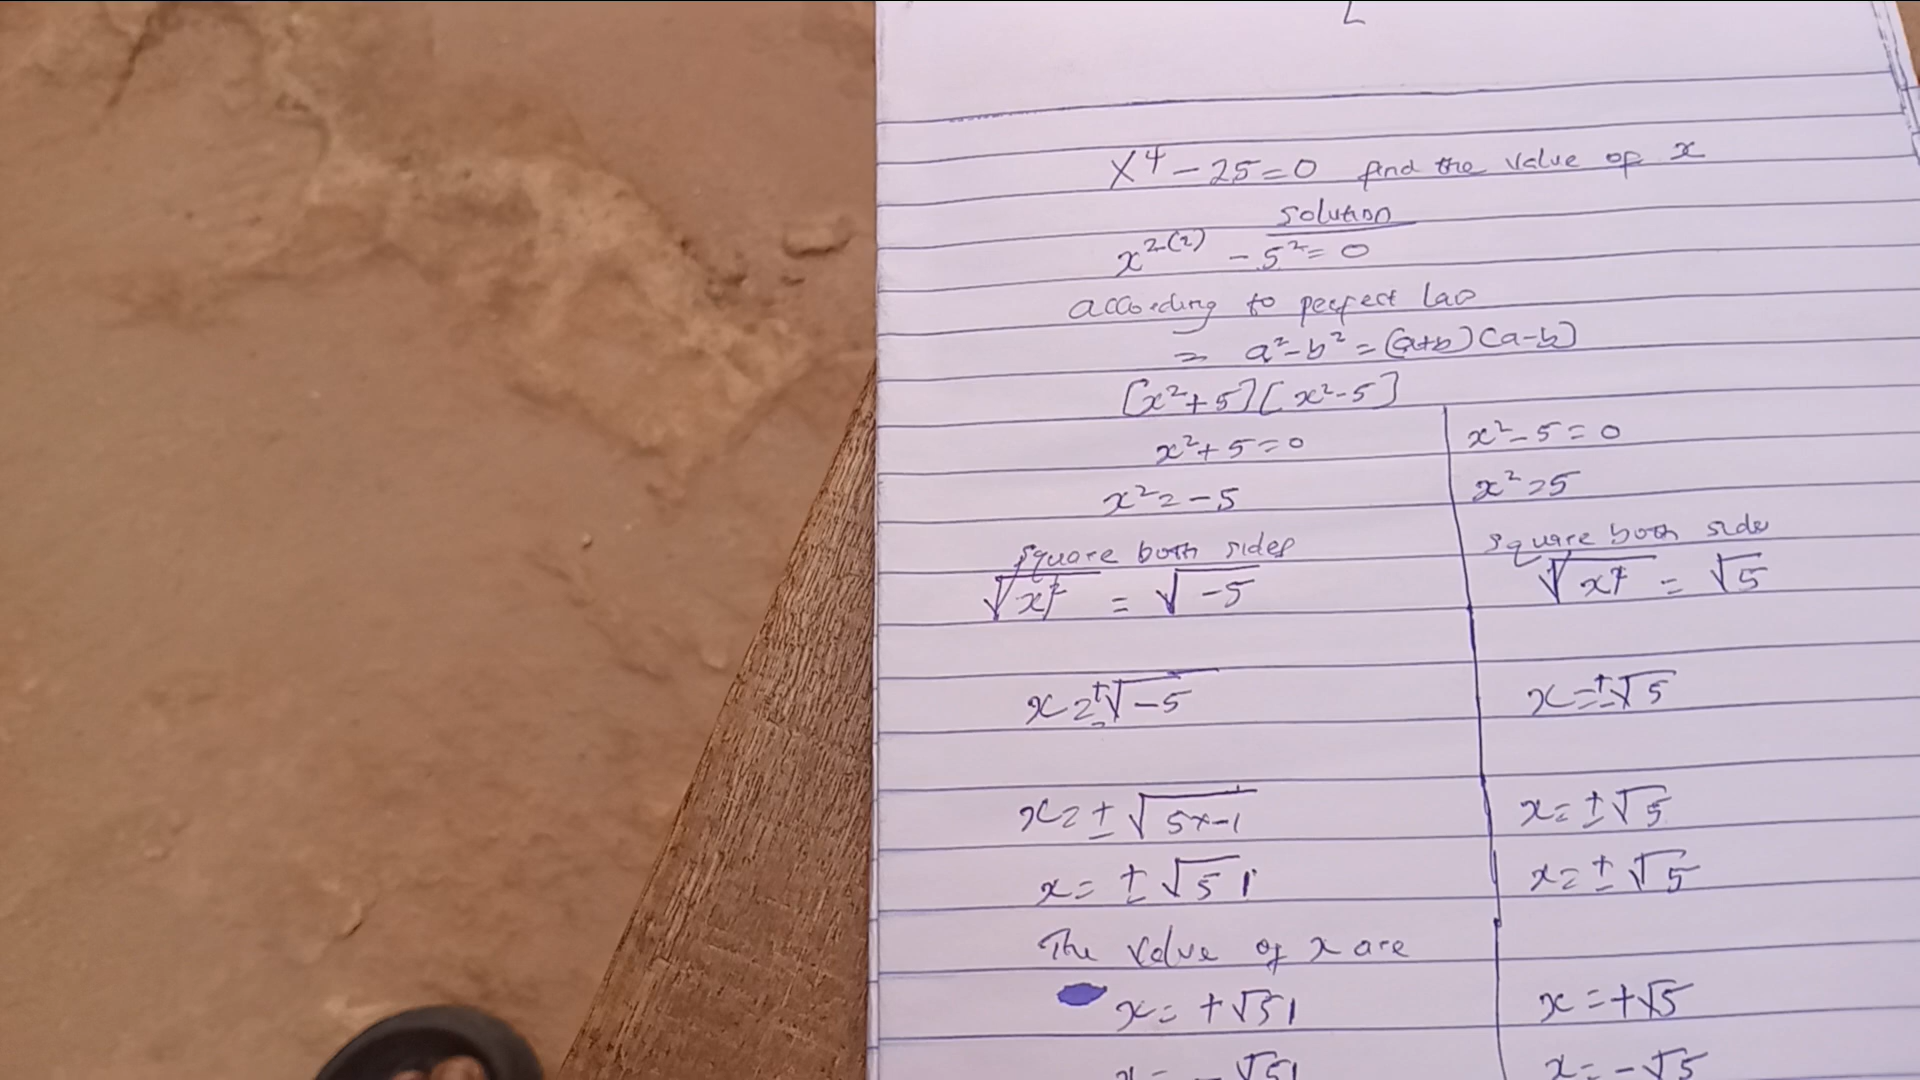 x⁴ - 25 = 0 find the value of x
solution
x²⁽²⁾ - 5² = 0
according to perfect law
= a² - b² = (a+b)(a-b)
[x²+5][x²-5]
x² + 5 = 0
x² = -5
square both sides
√x² = √-5
x = ±√-5
x = ±√5x-1
x = ±√5 i
The value of x are
x = +√5 i
x = -√5 i
x² - 5 = 0
x² = 5
square both side
√x² = √5
x = ±√5
x = ±√5
x = ±√5
x = +√5
x = -√5